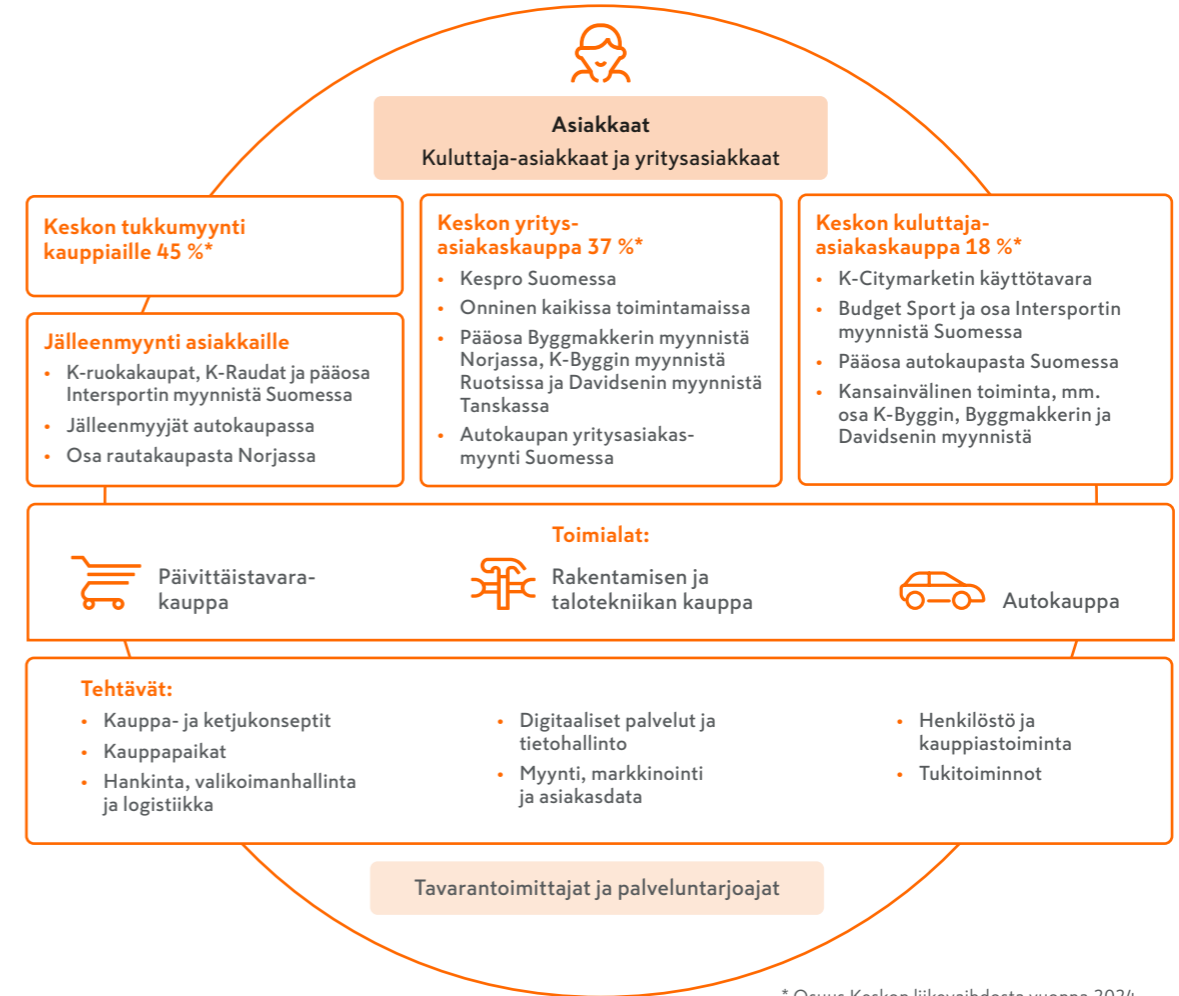 Asiakkaat
Kuluttaja-asiakkaat ja yritysasiakkaat
Keskon tukkumyynti
kauppiaille 45 %*
Jälleenmyynti asiakkaille
• K-ruokakaupat, K-Raudat ja pääosa
Intersportin myynnistä Suomessa
• Jälleenmyyjät autokaupassa
• Osa rautakaupasta Norjassa
Keskon yritys-
asiakaskauppa 37 %*
• Kespro Suomessa
• Onninen kaikissa toimintamaissa
• Pääosa Byggmakkerin myynnistä
Norjassa, K-Byggin myynnistä
Ruotsissa ja Davidsenin myynnistä
Tanskassa
• Autokaupan yritysasiakas-
myynti Suomessa
Keskon kuluttaja-
asiakaskauppa 18 %*
• K-Citymarketin käyttötavara
• Budget Sport ja osa Intersportin
myynnistä Suomessa
• Pääosa autokaupasta Suomessa
• Kansainvälinen toiminta, mm.
osa K-Byggin, Byggmakkerin ja
Davidsenin myynnistä
Toimialat:
Päivittäistavara-
kauppa
Rakentamisen ja
talotekniikan kauppa
Autokauppa
Tehtävät:
• Kauppa- ja ketjukonseptit
• Kauppapaikat
• Hankinta, valikoimanhallinta
ja logistiikka
• Digitaaliset palvelut ja
tietohallinto
• Myynti, markkinointi
ja asiakasdata
• Henkilöstö ja
kauppiastoiminta
• Tukitoiminnot
Tavarantoimittajat ja palveluntarjoajat
* Osuus Keskon liikevaihdosta vuonna 2024